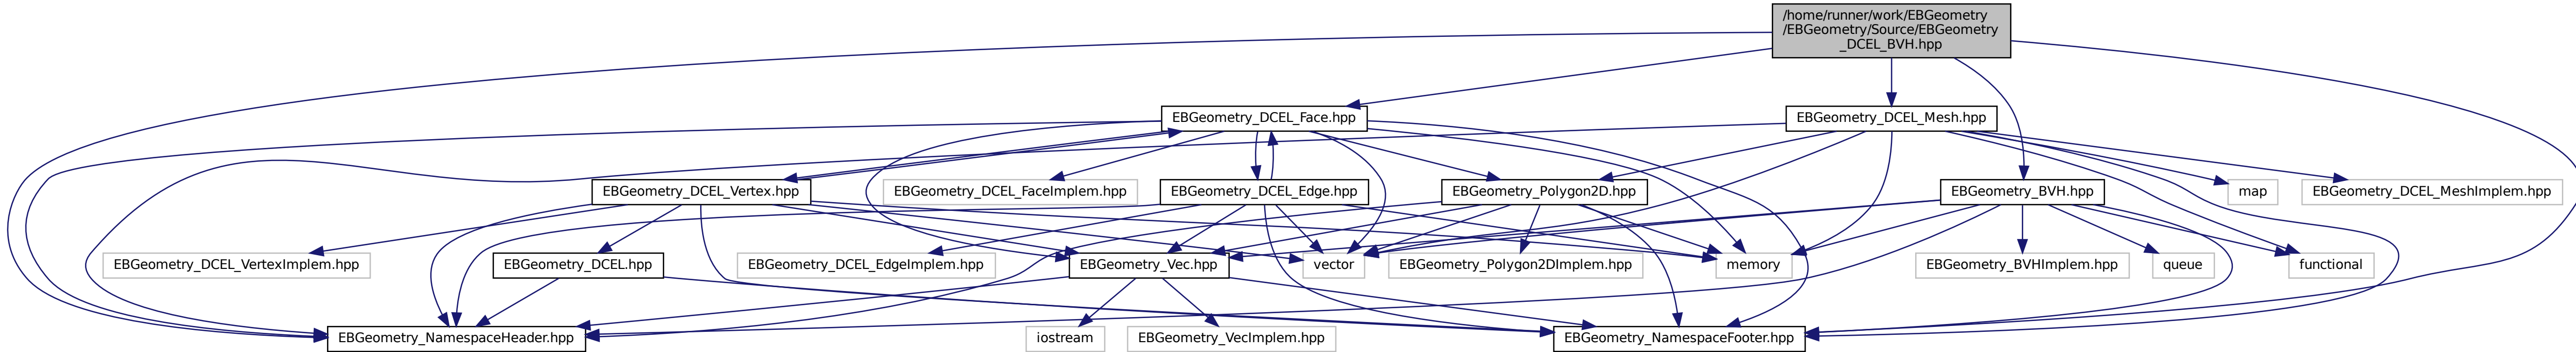 /home/runner/work/EBGeometry
/EBGeometry/Source/EBGeometry
_DCEL_BVH.hpp
EBGeometry_DCEL_Face.hpp
EBGeometry_DCEL_Mesh.hpp
EBGeometry_DCEL_Vertex.hpp
EBGeometry_DCEL_FaceImplem.hpp
EBGeometry_DCEL_Edge.hpp
EBGeometry_Polygon2D.hpp
EBGeometry_BVH.hpp
map
EBGeometry_DCEL_MeshImplem.hpp
EBGeometry_DCEL_VertexImplem.hpp
EBGeometry_DCEL.hpp
EBGeometry_DCEL_EdgeImplem.hpp
EBGeometry_Vec.hpp
vector
EBGeometry_Polygon2DImplem.hpp
memory
EBGeometry_BVHImplem.hpp
queue
functional
EBGeometry_NamespaceHeader.hpp
iostream
EBGeometry_VecImplem.hpp
EBGeometry_NamespaceFooter.hpp